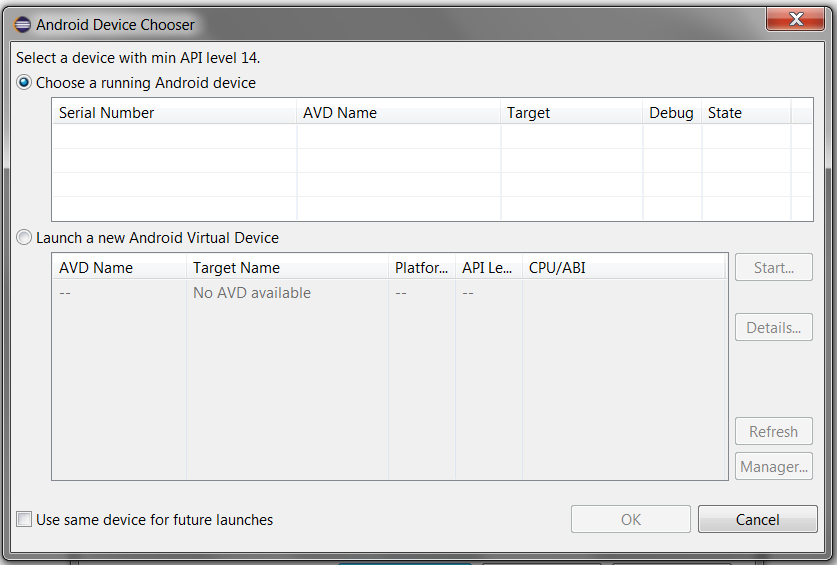 Android Device Chooser
Select a device with min API level 14.
Choose a running Android device
Serial Number AVD Name Target Debug State
Launch a new Android Virtual Device
AVD Name Target Name Platfor... API Le... CPU/ABI
-- No AVD available -- --
Start...
Details...
Refresh
Manager...
Use same device for future launches
OK Cancel